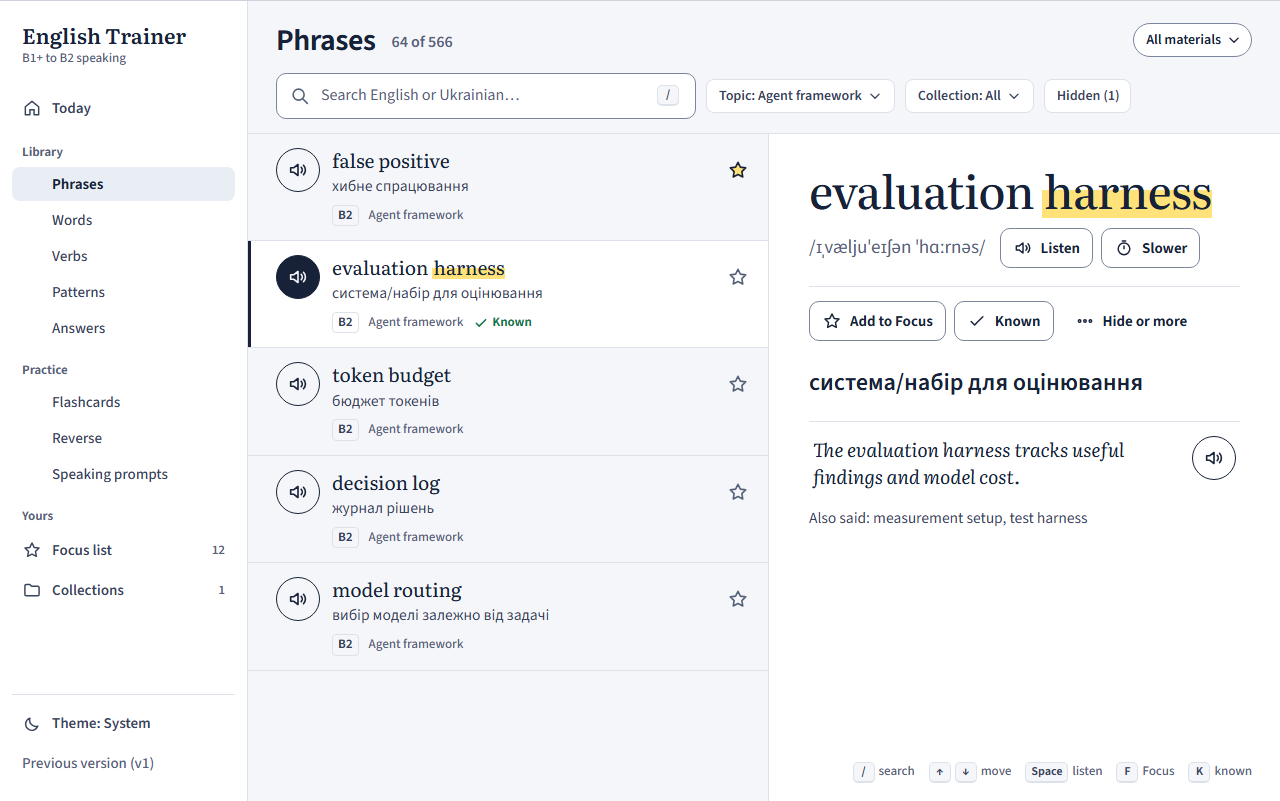 English Trainer
B1+ to B2 speaking
Today
Library
Phrases
Words
Verbs
Patterns
Answers
Practice
Flashcards
Reverse
Speaking prompts
Yours
Focus list 12
Collections 1
Theme: System
Previous version (v1)
Phrases 64 of 566
All materials
Search English or Ukrainian… /
Topic: Agent framework
Collection: All
Hidden (1)
false positive
хибне спрацювання
B2 Agent framework
evaluation harness
система/набір для оцінювання
B2 Agent framework Known
token budget
бюджет токенів
B2 Agent framework
decision log
журнал рішень
B2 Agent framework
model routing
вибір моделі залежно від задачі
B2 Agent framework
evaluation harness
/ɪˌvæljuˈeɪʃən ˈhɑːrnəs/ Listen Slower
Add to Focus Known Hide or more
система/набір для оцінювання
The evaluation harness tracks useful
findings and model cost.
Also said: measurement setup, test harness
/ search ↑ ↓ move Space listen F Focus K known